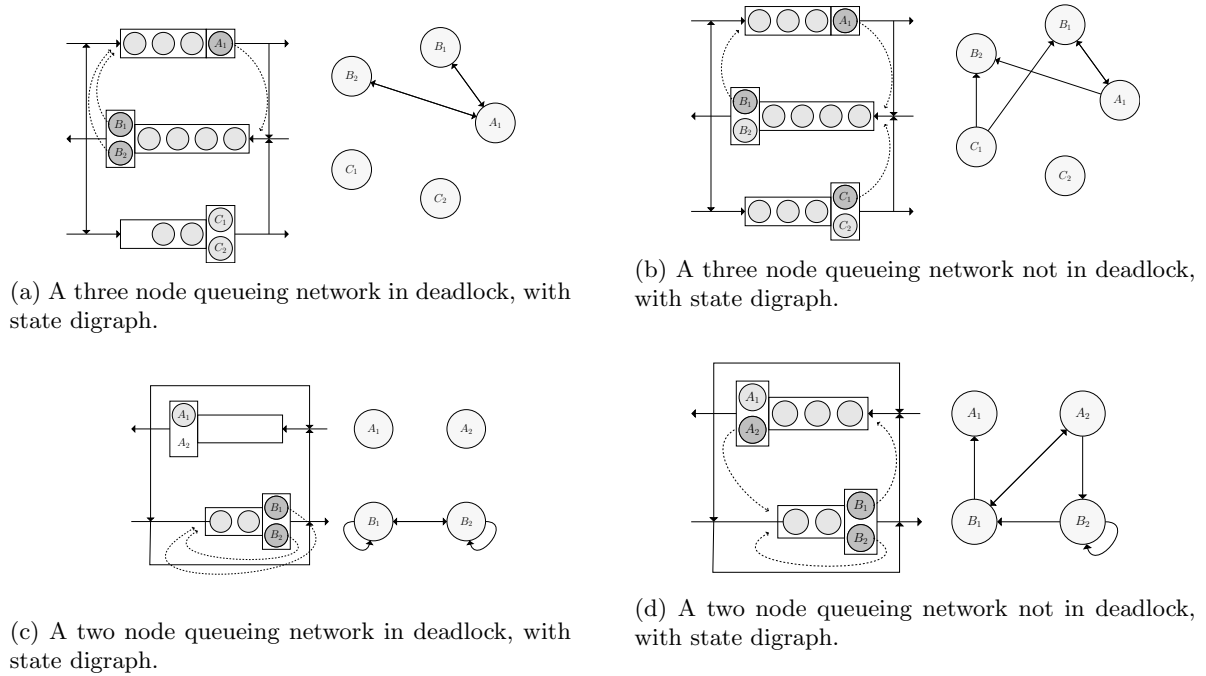 A1
B1
B2
C1
C2
B1
B2
A1
C1
C2
(a) A three node queueing network in deadlock, with
state digraph.
A1
B1
B2
C1
C2
B1
B2
A1
C1
C2
(b) A three node queueing network not in deadlock,
with state digraph.
A1
A2
B1
B2
A1
A2
B1
B2
(c) A two node queueing network in deadlock, with
state digraph.
A1
A2
B1
B2
A1
A2
B1
B2
(d) A two node queueing network not in deadlock,
with state digraph.